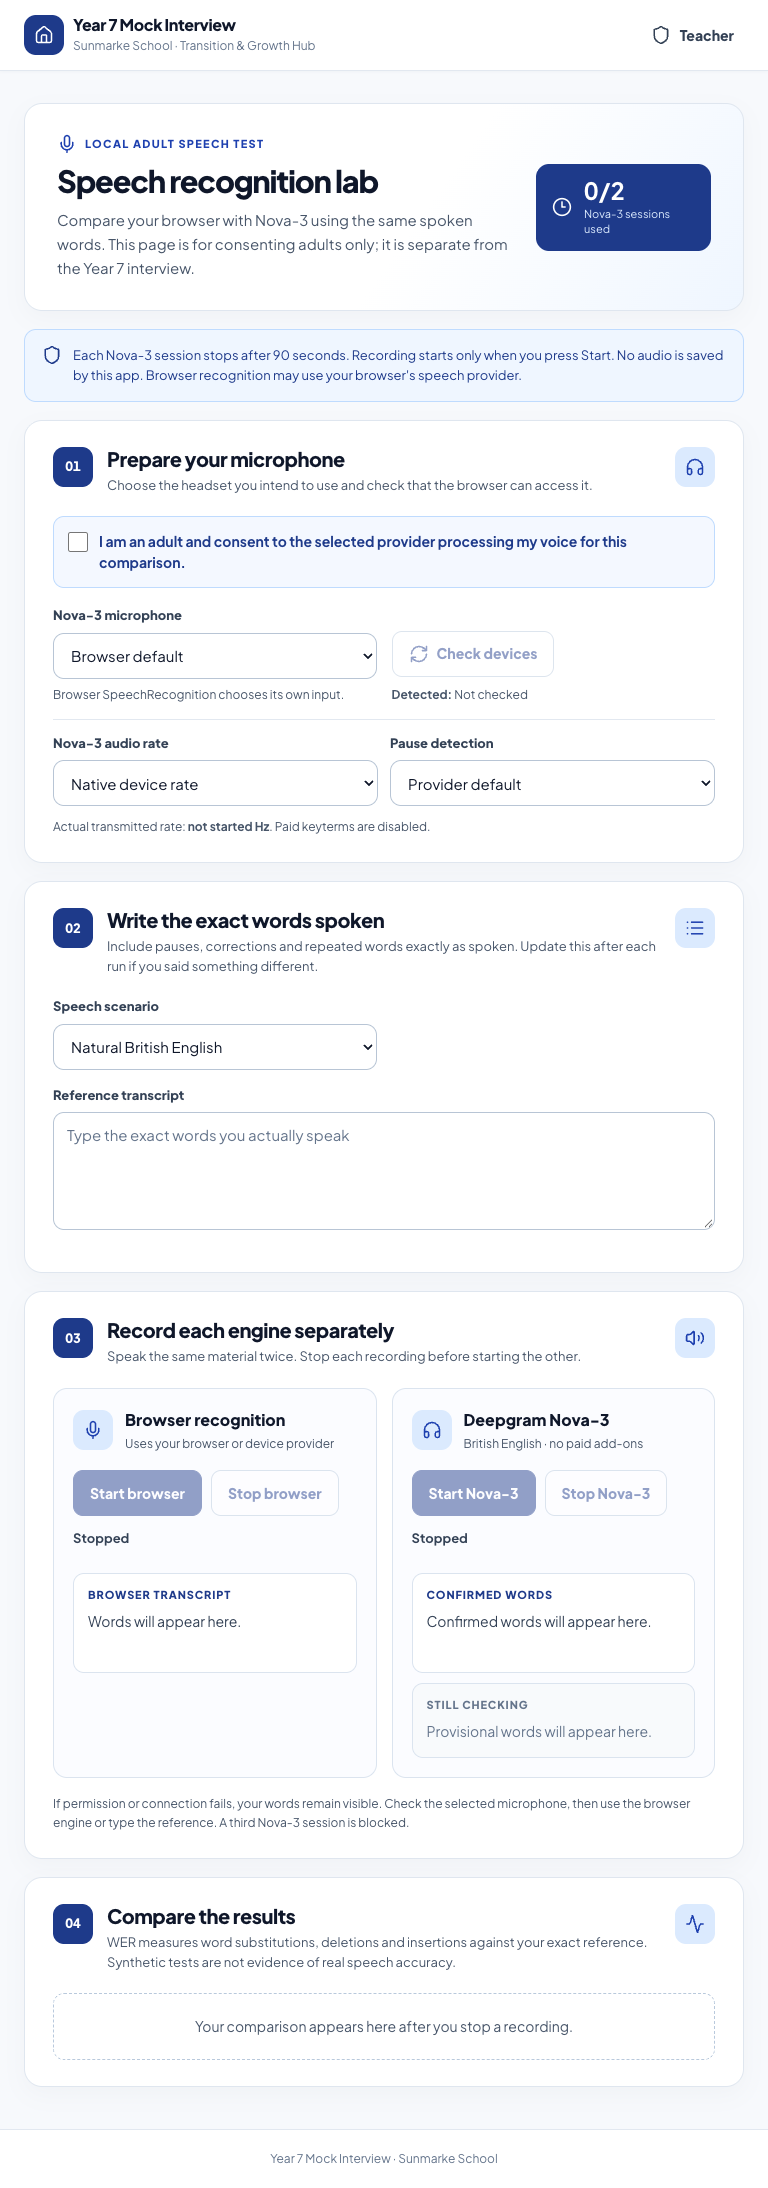 Year 7 Mock Interview
Sunmarke School · Transition & Growth Hub
Teacher
LOCAL ADULT SPEECH TEST
Speech recognition lab
Compare your browser with Nova-3 using the same spoken
words. This page is for consenting adults only; it is separate from
the Year 7 interview.
0/2
Nova-3 sessions
used
Each Nova-3 session stops after 90 seconds. Recording starts only when you press Start. No audio is saved
by this app. Browser recognition may use your browser's speech provider.
01
Prepare your microphone
Choose the headset you intend to use and check that the browser can access it.
I am an adult and consent to the selected provider processing my voice for this
comparison.
Nova-3 microphone
Browser default
Check devices
Browser SpeechRecognition chooses its own input.
Detected: Not checked
Nova-3 audio rate
Pause detection
Native device rate
Provider default
Actual transmitted rate: not started Hz. Paid keyterms are disabled.
02
Write the exact words spoken
Include pauses, corrections and repeated words exactly as spoken. Update this after each
run if you said something different.
Speech scenario
Natural British English
Reference transcript
Type the exact words you actually speak
03
Record each engine separately
Speak the same material twice. Stop each recording before starting the other.
Browser recognition
Uses your browser or device provider
Start browser
Stop browser
Stopped
BROWSER TRANSCRIPT
Words will appear here.
Deepgram Nova-3
British English · no paid add-ons
Start Nova-3
Stop Nova-3
Stopped
CONFIRMED WORDS
Confirmed words will appear here.
STILL CHECKING
Provisional words will appear here.
If permission or connection fails, your words remain visible. Check the selected microphone, then use the browser
engine or type the reference. A third Nova-3 session is blocked.
04
Compare the results
WER measures word substitutions, deletions and insertions against your exact reference.
Synthetic tests are not evidence of real speech accuracy.
Your comparison appears here after you stop a recording.
Year 7 Mock Interview · Sunmarke School